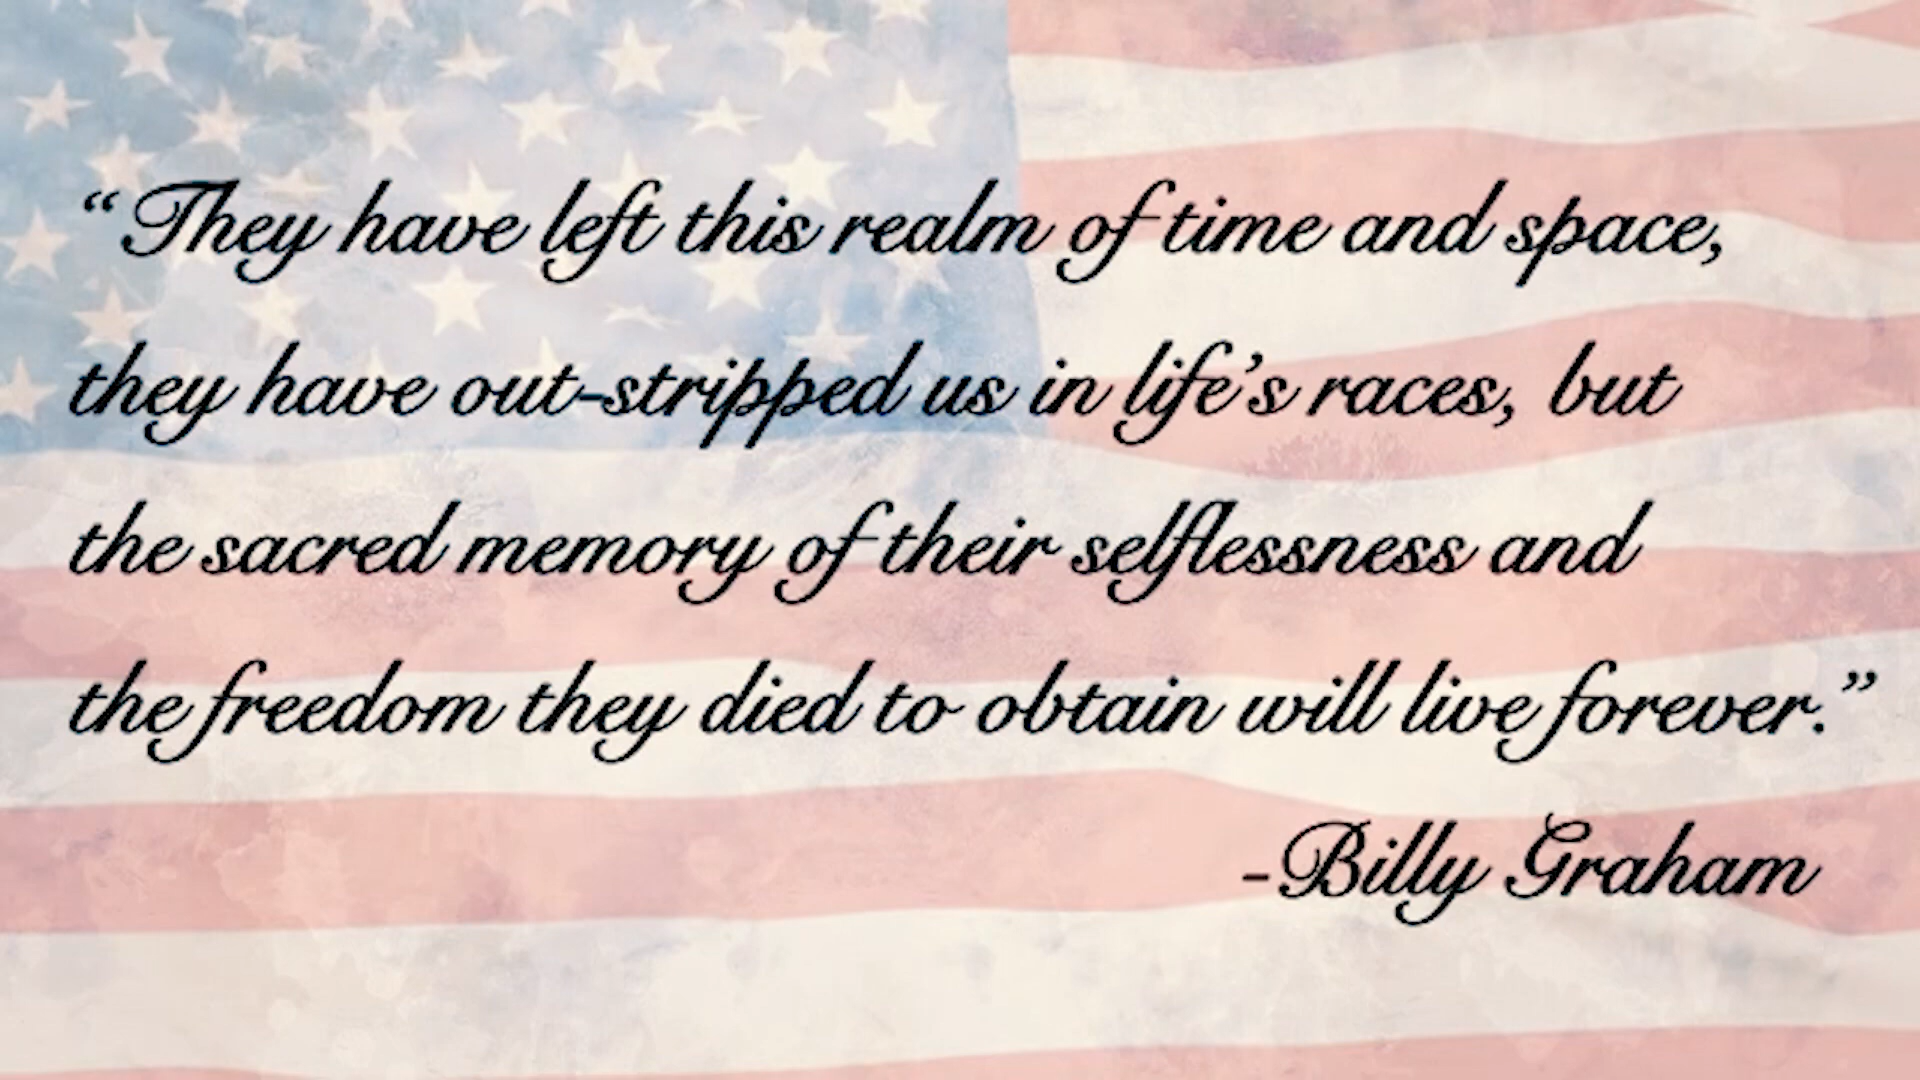 “They have left this realm of time and space,
they have out-stripped us in life’s races, but
the sacred memory of their selflessness and
the freedom they died to obtain will live forever.”
-Billy Graham